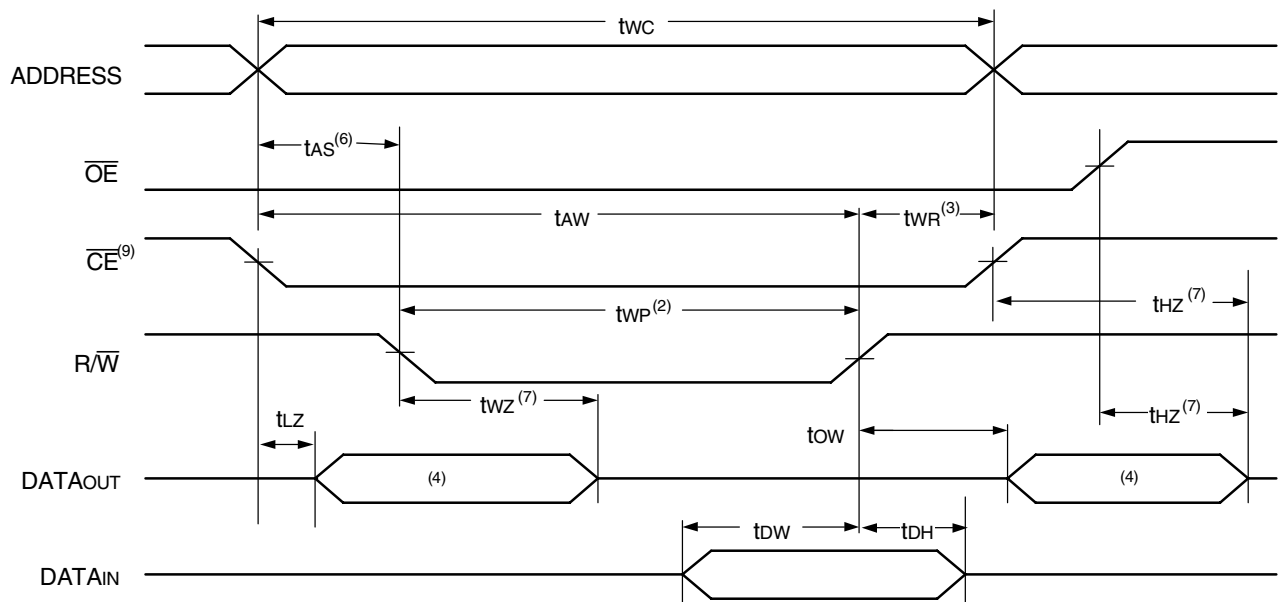 tWC
ADDRESS
tAS(6)
OE
tAW
tWR(3)
CE(9)
tWP(2)
tHZ(7)
R/W
tWZ(7)
tLZ
tOW
tHZ(7)
DATAOUT
(4)
(4)
tDW
tDH
DATAIN